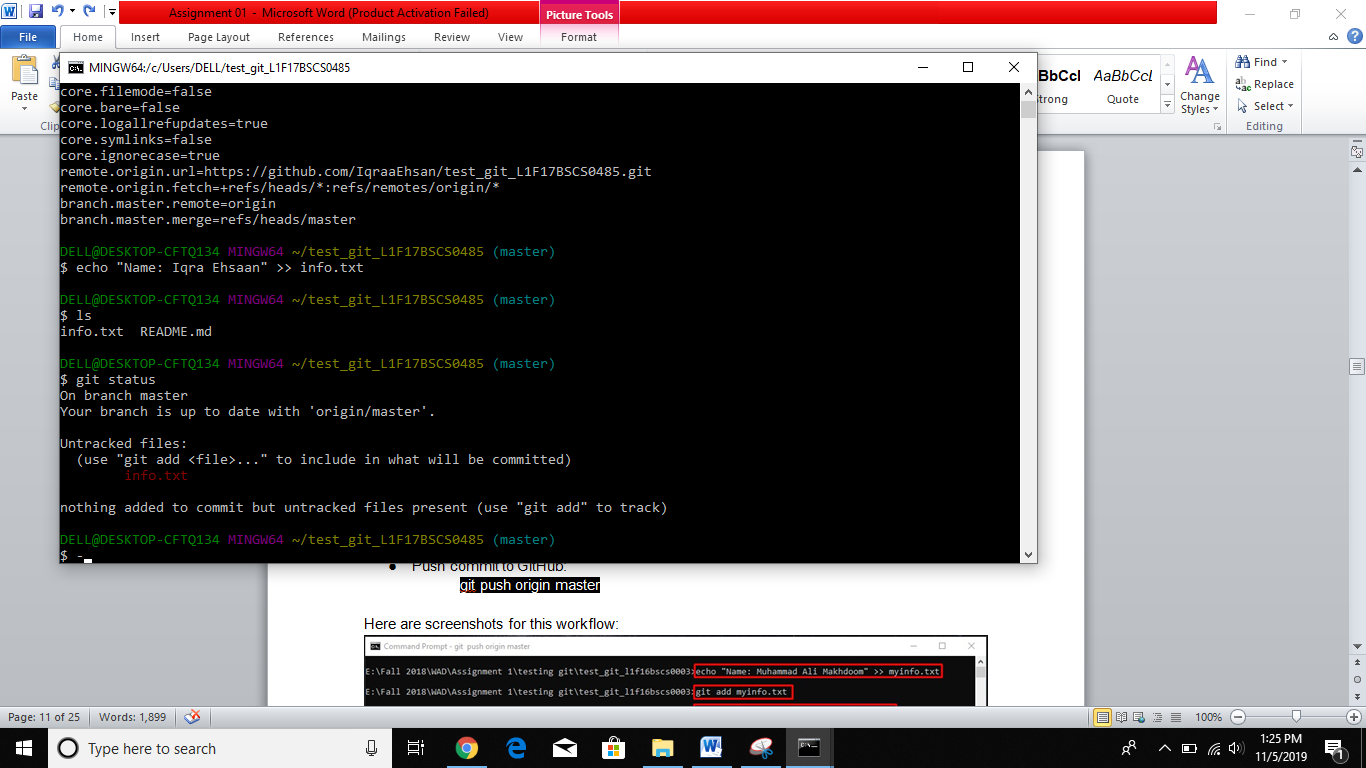 Assignment 01 - Microsoft Word (Product Activation Failed)
Picture Tools
File Home Insert Page Layout References Mailings Review View Format
MINGW64:/c/Users/DELL/test_git_L1F17BSCS0485
Paste
Clip
AaBbCcL
trong Quote
Change
Styles
Find
Replace
Select
Editing
core.filemode=false
core.bare=false
core.logallrefupdates=true
core.symlinks=false
core.ignorecase=true
remote.origin.url=https://github.com/IqraaEhsan/test_git_L1F17BSCS0485.git
remote.origin.fetch=+refs/heads/*:refs/remotes/origin/*
branch.master.remote=origin
branch.master.merge=refs/heads/master
DELL@DESKTOP-CFTQ134 MINGW64 ~/test_git_L1F17BSCS0485 (master)
$ echo "Name: Iqra Ehsaan" >> info.txt
DELL@DESKTOP-CFTQ134 MINGW64 ~/test_git_L1F17BSCS0485 (master)
$ ls
info.txt  README.md
DELL@DESKTOP-CFTQ134 MINGW64 ~/test_git_L1F17BSCS0485 (master)
$ git status
On branch master
Your branch is up to date with 'origin/master'.
Untracked files:
(use "git add <file>..." to include in what will be committed)
info.txt
nothing added to commit but untracked files present (use "git add" to track)
DELL@DESKTOP-CFTQ134 MINGW64 ~/test_git_L1F17BSCS0485 (master)
$ -
● Push commit to GitHub:
git push origin master
Here are screenshots for this workflow:
Command Prompt - git push origin master
E:\Fall 2018\WAD\Assignment 1\testing git\test_git_l1f16bscs0003>echo "Name: Muhammad Ali Makhdoom" >> myinfo.txt
E:\Fall 2018\WAD\Assignment 1\testing git\test_git_l1f16bscs0003>git add myinfo.txt
Page: 11 of 25 Words: 1,899 100%
Type here to search
1:25 PM
11/5/2019
1